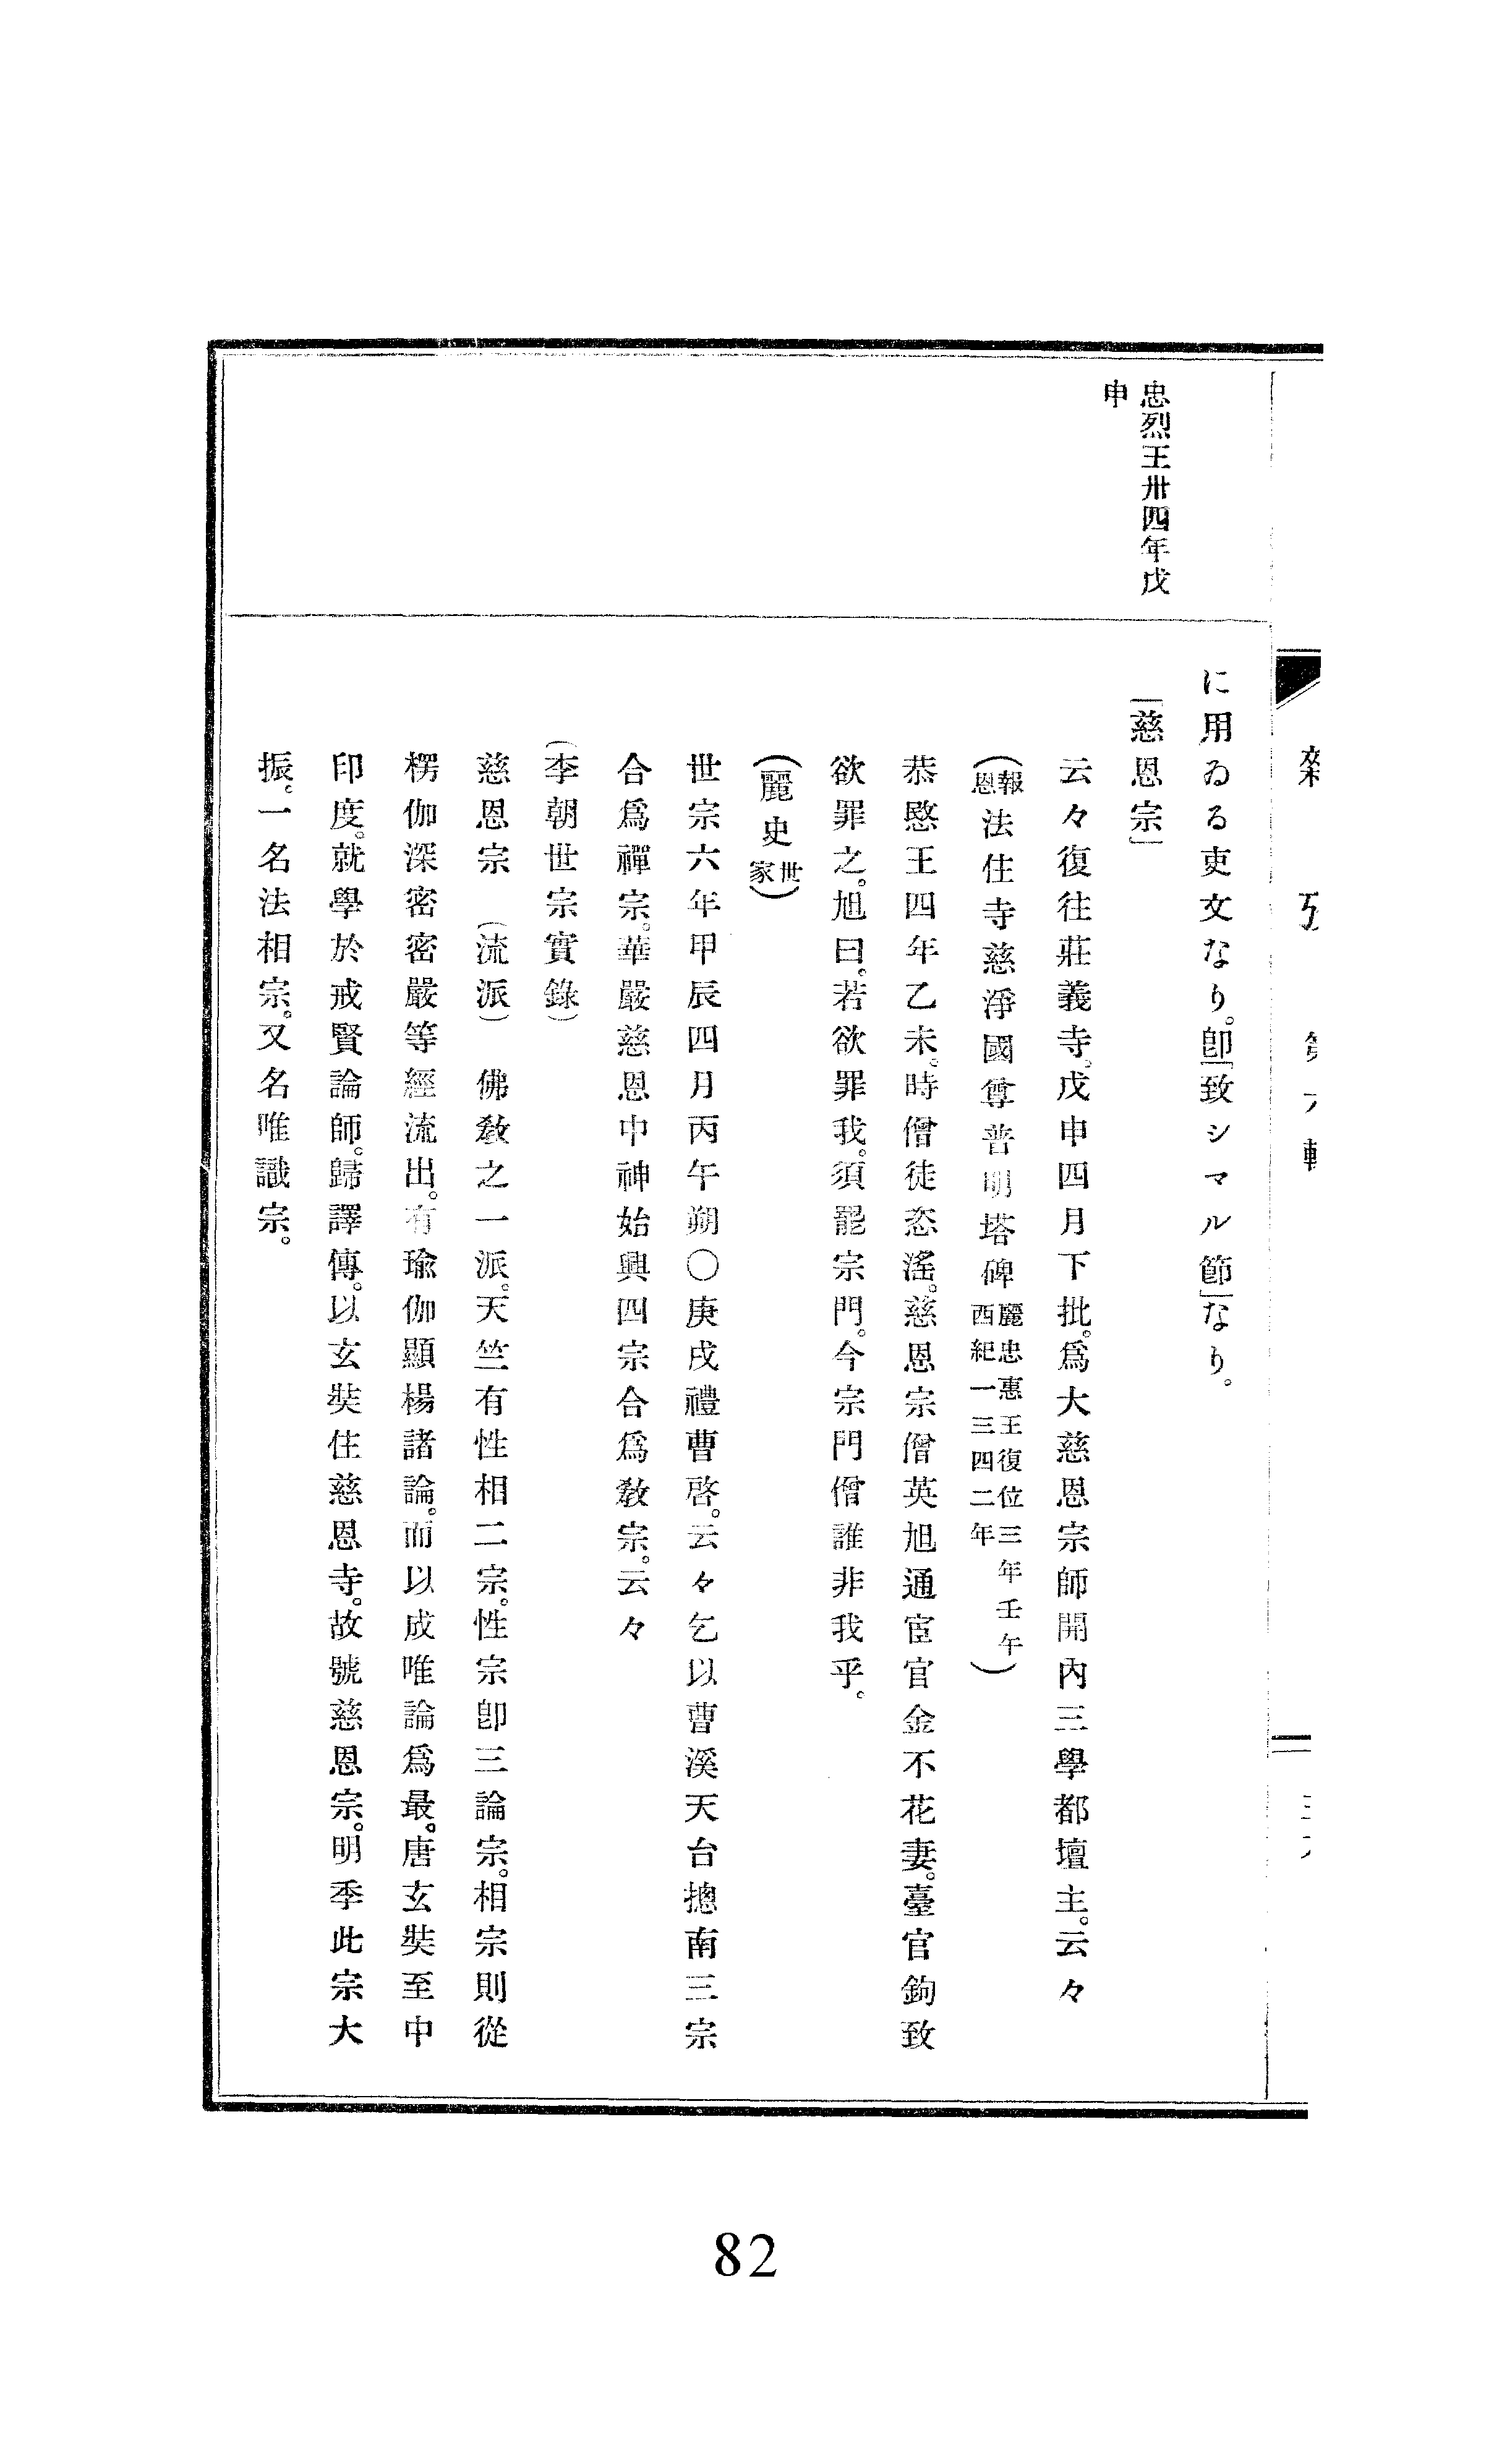 忠烈王卅四年戊
申
に用ゐる吏文なり。卽「致シマル節」なり。
「慈恩宗」
云々復往莊義寺。戊申四月下批。爲大慈恩宗師開內三學都壇主。云々
(報恩法住寺慈淨國尊普明塔碑麗忠惠王復位三年壬午西紀一三四二年)
恭愍王四年乙未。時僧徒恣滛。慈恩宗僧英旭通宦官金不花妻。臺官鉤致
欲罪之。旭曰。若欲罪我。須罷宗門。今宗門僧誰非我乎。
(麗史世家)
世宗六年甲辰四月丙午朔〇庚戌禮曹啓。云々乞以曹溪天台摠南三宗
合爲禪宗。華嚴慈恩中神始興四宗合爲敎宗。云々
(李朝世宗實錄)
慈恩宗 (流派) 佛敎之一派。天竺有性相二宗。性宗卽三論宗。相宗則從
楞伽深密密嚴等經流出。有瑜伽顯楊諸論。而以成唯論爲最。唐玄奘至中
印度。就學於戒賢論師。歸譯傳。以玄奘住慈恩寺。故號慈恩宗。明季此宗大
振。一名法相宗。又名唯識宗。
82